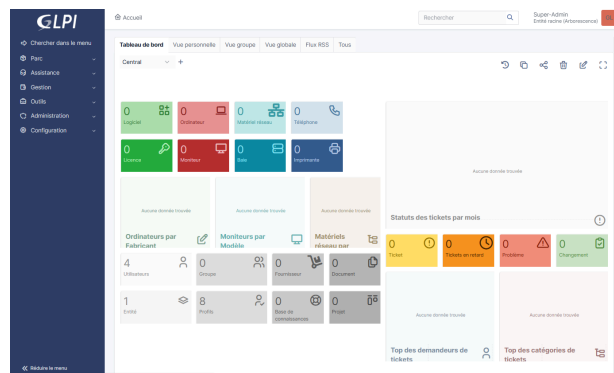 GLPI
Accueil
Rechercher
Super-Admin
Entité racine (Arborescence)
Chercher dans le menu
Parc
Assistance
Gestion
Outils
Administration
Configuration
Réduire le menu
Tableau de bord Vue personnelle Vue groupe Vue globale Flux RSS Tous
Central
0
Logiciel
0
Ordinateur
0
Matériel réseau
0
Téléphone
0
Licence
0
Moniteur
0
Baie
0
Imprimante
Aucune donnée trouvée
Ordinateurs par
Fabricant
Aucune donnée trouvée
Moniteurs par
Modèle
Aucune donnée trouvée
Matériels
réseau par
4
Utilisateurs
0
Groupe
0
Fournisseur
0
Document
1
Entité
8
Profils
0
Base de
connaissances
0
Projet
Aucune donnée trouvée
Statuts des tickets par mois
0
Ticket
0
Tickets en retard
0
Problème
0
Changement
Aucune donnée trouvée
Top des demandeurs de
tickets
Aucune donnée trouvée
Top des catégories de
tickets